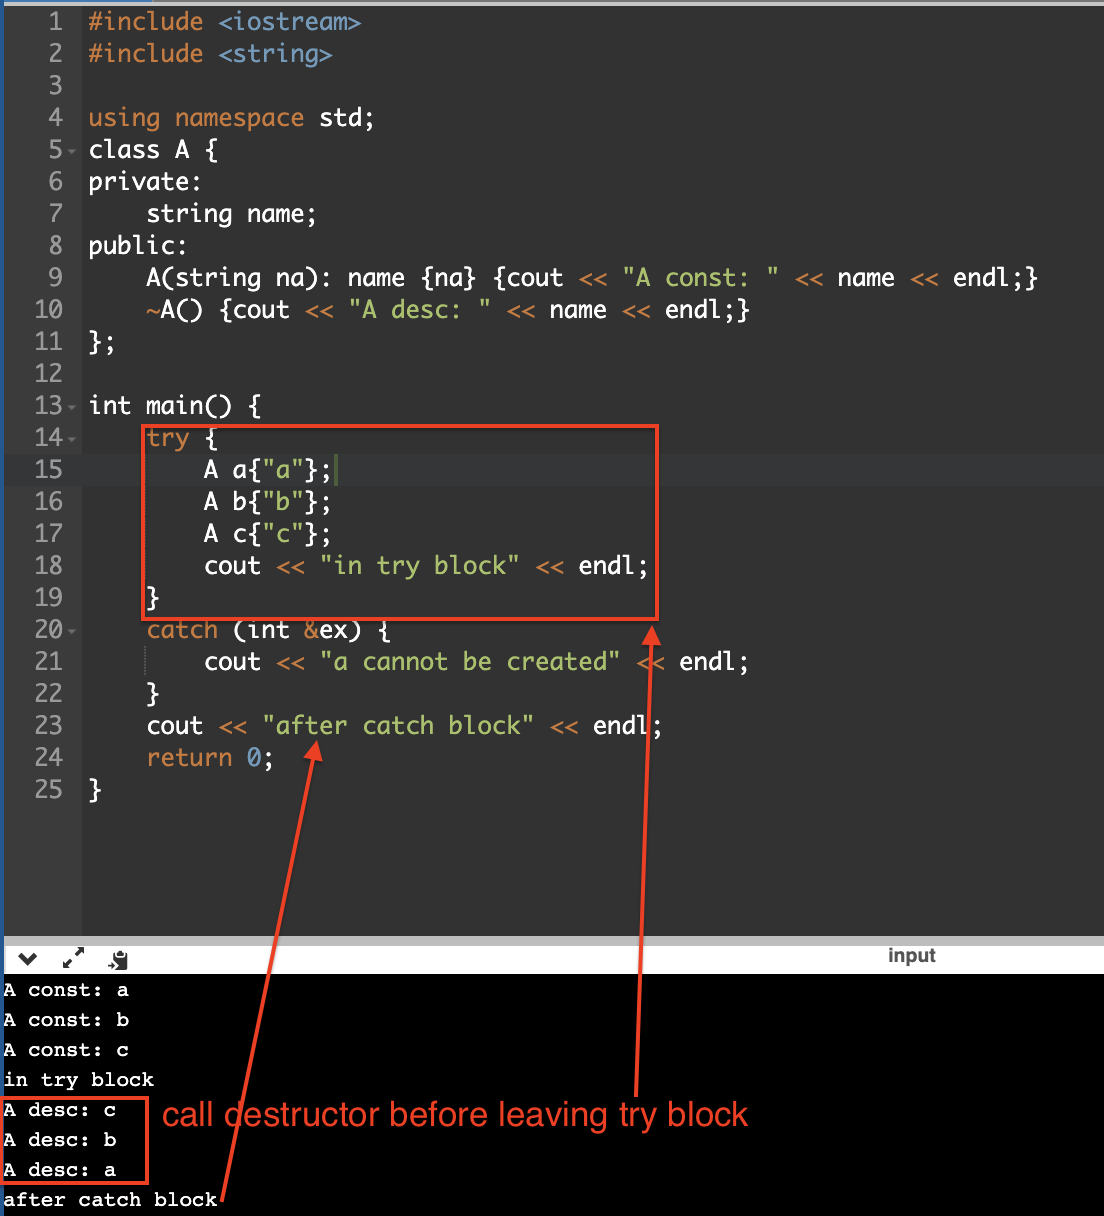 1 #include <iostream>
2 #include <string>
3
4 using namespace std;
5 class A {
6 private:
7     string name;
8 public:
9     A(string na): name {na} {cout << "A const: " << name << endl;}
10     ~A() {cout << "A desc: " << name << endl;}
11 };
12
13 int main() {
14     try {
15         A a{"a"};
16         A b{"b"};
17         A c{"c"};
18         cout << "in try block" << endl;
19     }
20     catch (int &ex) {
21         cout << "a cannot be created" << endl;
22     }
23     cout << "after catch block" << endl;
24     return 0;
25 }
input
A const: a
A const: b
A const: c
in try block
A desc: c
call destructor before leaving try block
A desc: b
A desc: a
after catch block